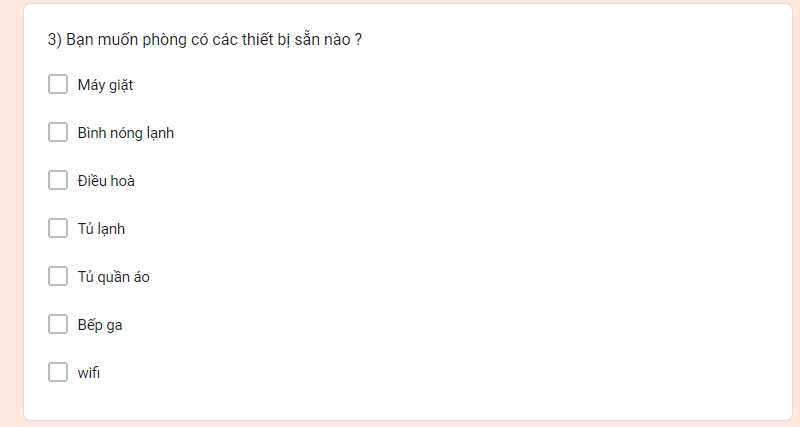 3) Bạn muốn phòng có các thiết bị sẵn nào ?
Máy giặt
Bình nóng lạnh
Điều hoà
Tủ lạnh
Tủ quần áo
Bếp ga
wifi